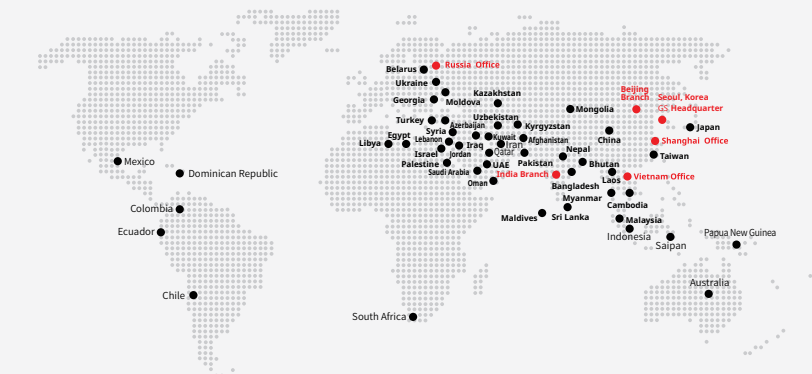 Russia Office
Belarus
Ukraine
Kazakhstan
Beijing
Branch
Seoul, Korea
GS Headquarter
Georgia
Moldova
Mongolia
Turkey
Azerbaijan
Uzbekistan
Kyrgyzstan
Japan
Syria
Egypt
Lebanon
Kuwait
Afghanistan
China
Shanghai Office
Libya
Iraq
Iran
Israel
Jordan
Qatar
Nepal
Taiwan
Mexico
Palestine
UAE
Pakistan
Bhutan
Dominican Republic
Saudi Arabia
India Branch
Laos
Vietnam Office
Oman
Bangladesh
Myanmar
Cambodia
Colombia
Maldives
Sri Lanka
Malaysia
Ecuador
Indonesia
Papua New Guinea
Saipan
Australia
Chile
South Africa